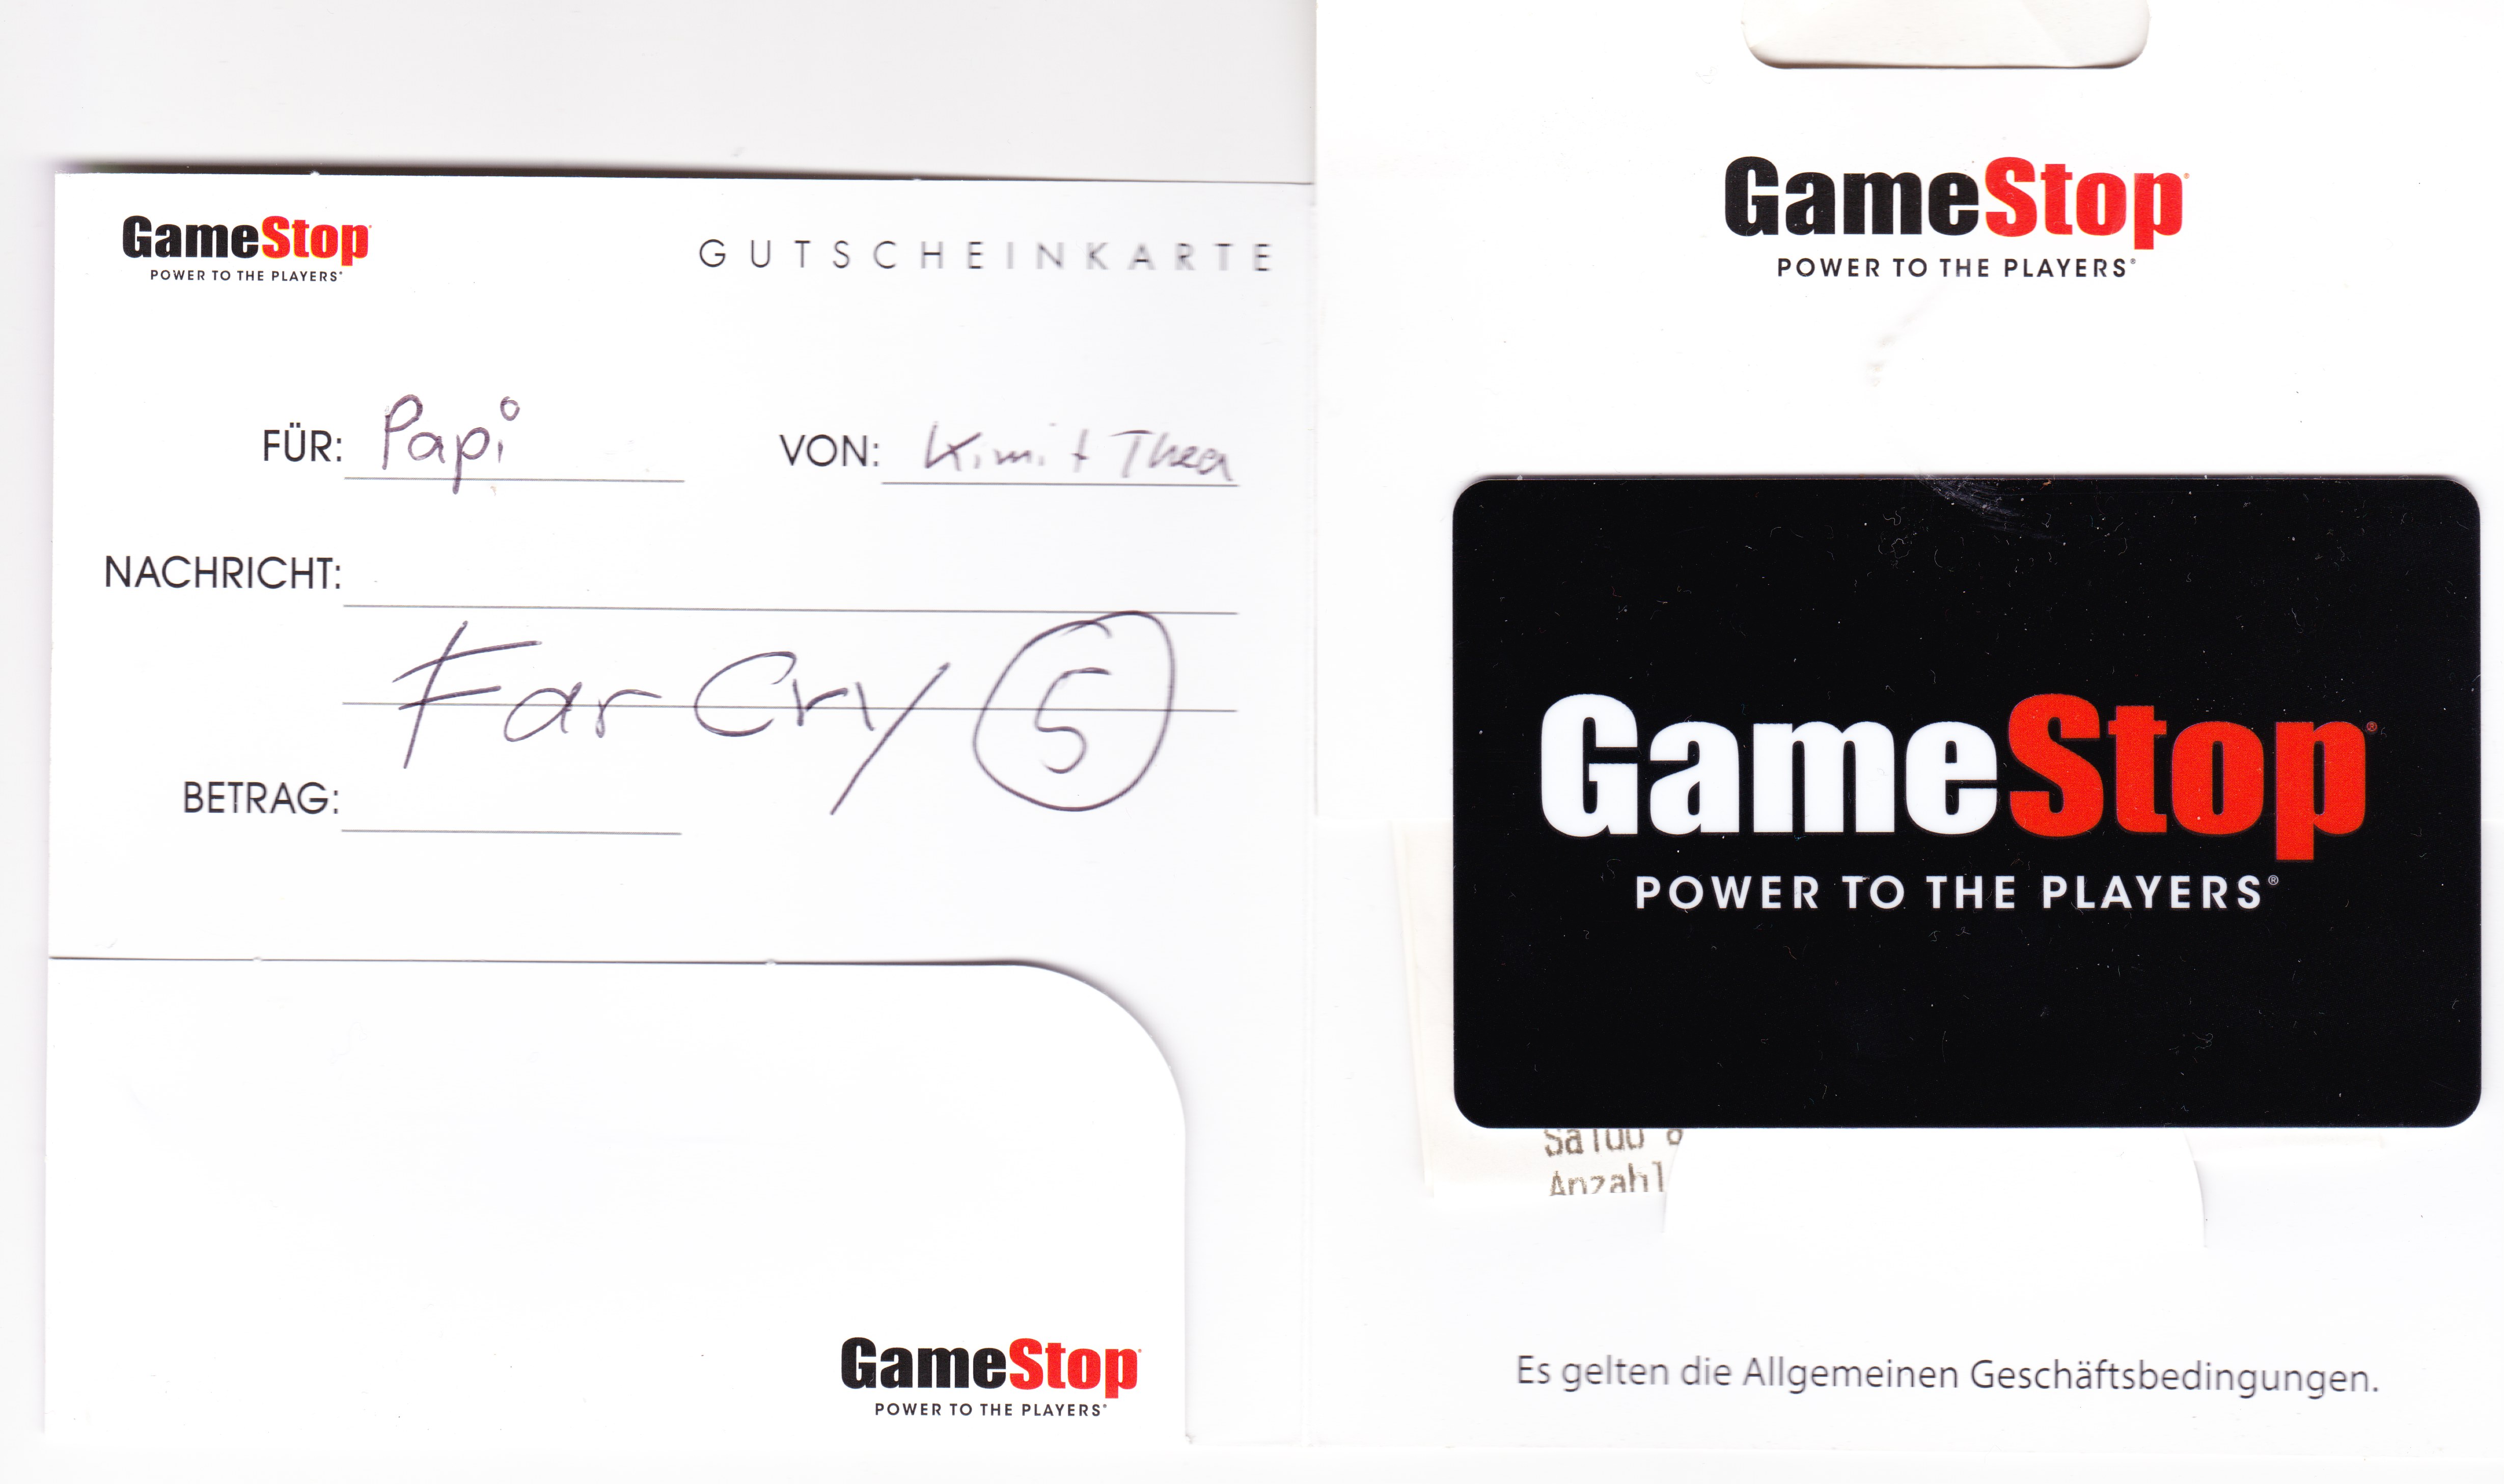 GameStop
POWER TO THE PLAYERS
GUTSCHEINKARTE
FÜR: Papi
VON: Kimi + Thea
NACHRICHT:
Far Cry 5
BETRAG:
GameStop
POWER TO THE PLAYERS
GameStop
POWER TO THE PLAYERS
GameStop
POWER TO THE PLAYERS
Saldo
Anzahl
Es gelten die Allgemeinen Geschäftsbedingungen.